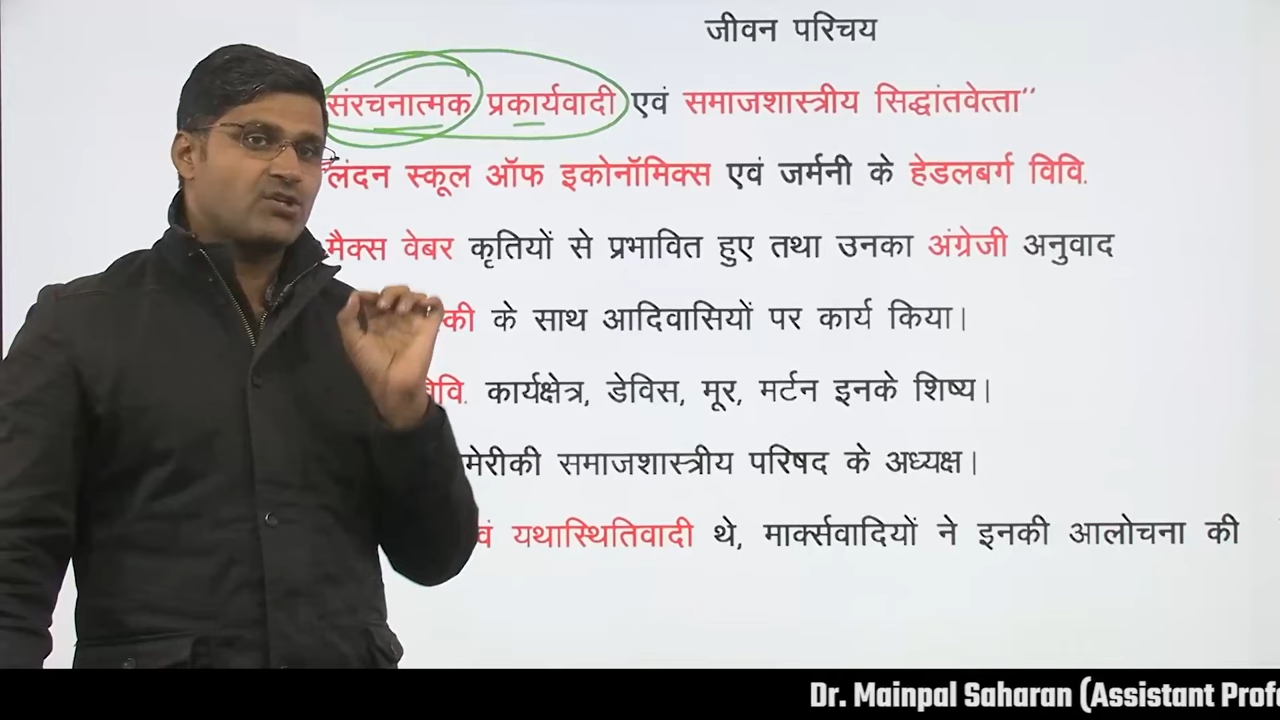 जीवन परिचय
संरचनात्मक प्रकार्यवादी एवं समाजशास्त्रीय सिद्धांतवेत्ता”
लंदन स्कूल ऑफ इकोनॉमिक्स एवं जर्मनी के हेडलबर्ग विवि.
मैक्स वेबर कृतियों से प्रभावित हुए तथा उनका अंग्रेजी अनुवाद
की के साथ आदिवासियों पर कार्य किया।
विवि. कार्यक्षेत्र, डेविस, मूर, मर्टन इनके शिष्य।
मेरीकी समाजशास्त्रीय परिषद के अध्यक्ष।
वं यथास्थितिवादी थे, मार्क्सवादियों ने इनकी आलोचना की
Dr. Mainpal Saharan (Assistant Prof